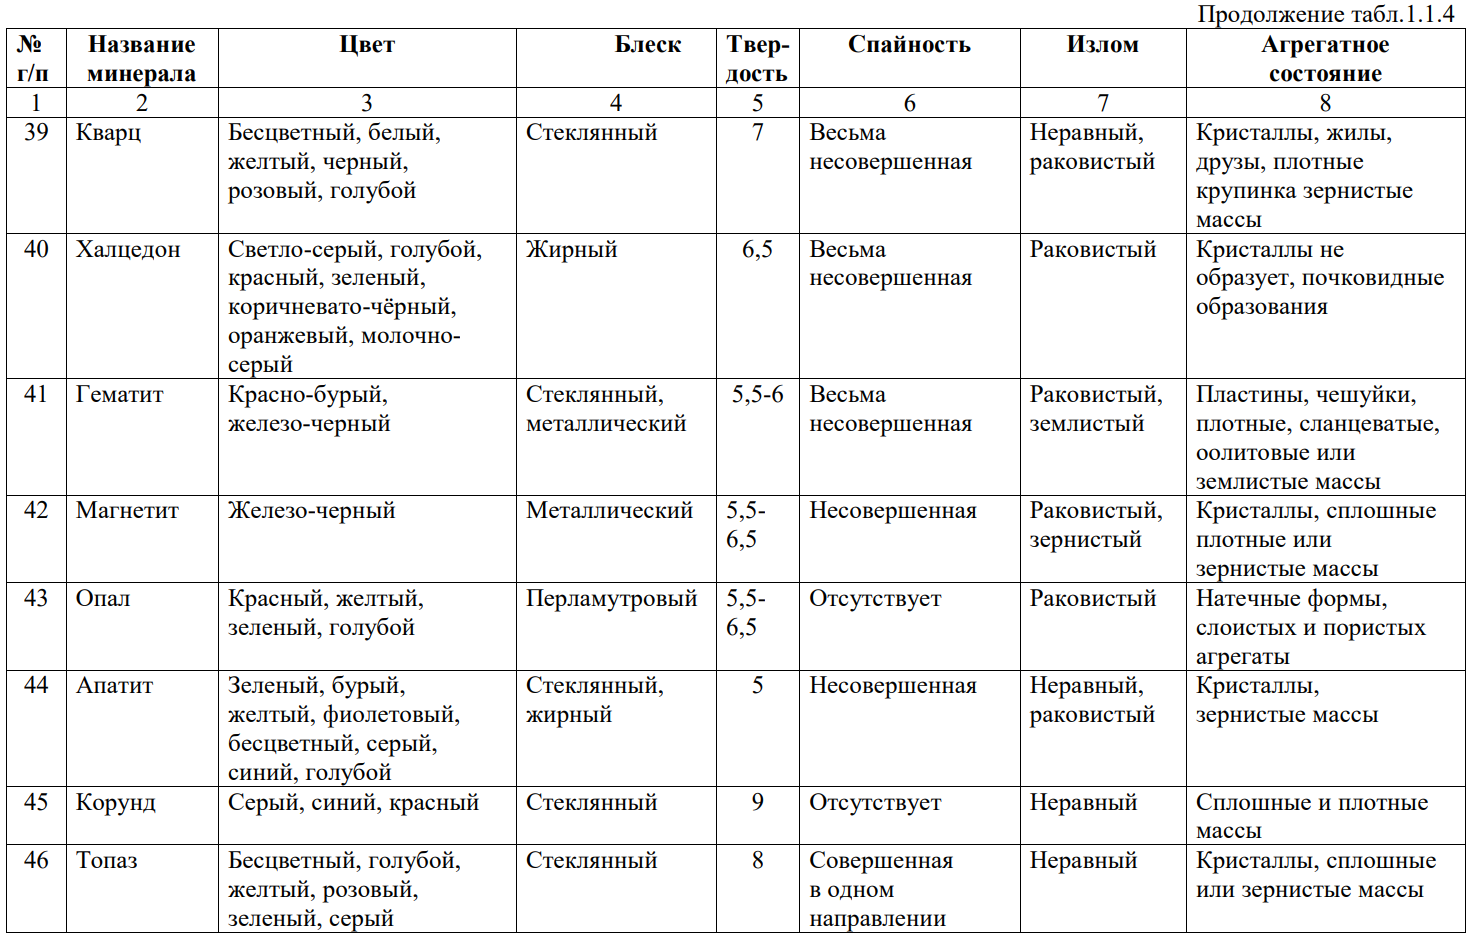 Продолжение табл.1.1.4
№ г/п	Название минерала	Цвет	Блеск	Твер-дость	Спайность	Излом	Агрегатное состояние
1	2	3	4	5	6	7	8
39	Кварц	Бесцветный, белый, желтый, черный, розовый, голубой	Стеклянный	7	Весьма несовершенная	Неравный, раковистый	Кристаллы, жилы, друзы, плотные крупинка зернистые массы
40	Халцедон	Светло-серый, голубой, красный, зеленый, коричневато-чёрный, оранжевый, молочно-серый	Жирный	6,5	Весьма несовершенная	Раковистый	Кристаллы не образует, почковидные образования
41	Гематит	Красно-бурый, железо-черный	Стеклянный, металлический	5,5-6	Весьма несовершенная	Раковистый, землистый	Пластины, чешуйки, плотные, сланцеватые, оолитовые или землистые массы
42	Магнетит	Железо-черный	Металлический	5,5-6,5	Несовершенная	Раковистый, зернистый	Кристаллы, сплошные плотные или зернистые массы
43	Опал	Красный, желтый, зеленый, голубой	Перламутровый	5,5-6,5	Отсутствует	Раковистый	Натечные формы, слоистых и пористых агрегаты
44	Апатит	Зеленый, бурый, желтый, фиолетовый, бесцветный, серый, синий, голубой	Стеклянный, жирный	5	Несовершенная	Неравный, раковистый	Кристаллы, зернистые массы
45	Корунд	Серый, синий, красный	Стеклянный	9	Отсутствует	Неравный	Сплошные и плотные массы
46	Топаз	Бесцветный, голубой, желтый, розовый, зеленый, серый	Стеклянный	8	Совершенная в одном направлении	Неравный	Кристаллы, сплошные или зернистые массы